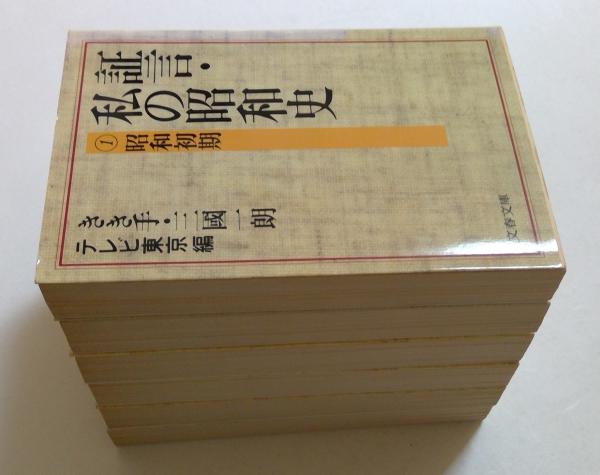 証言・
私の昭和史
①昭和初期
きき手・三國一朗
テレビ東京編
文春文庫